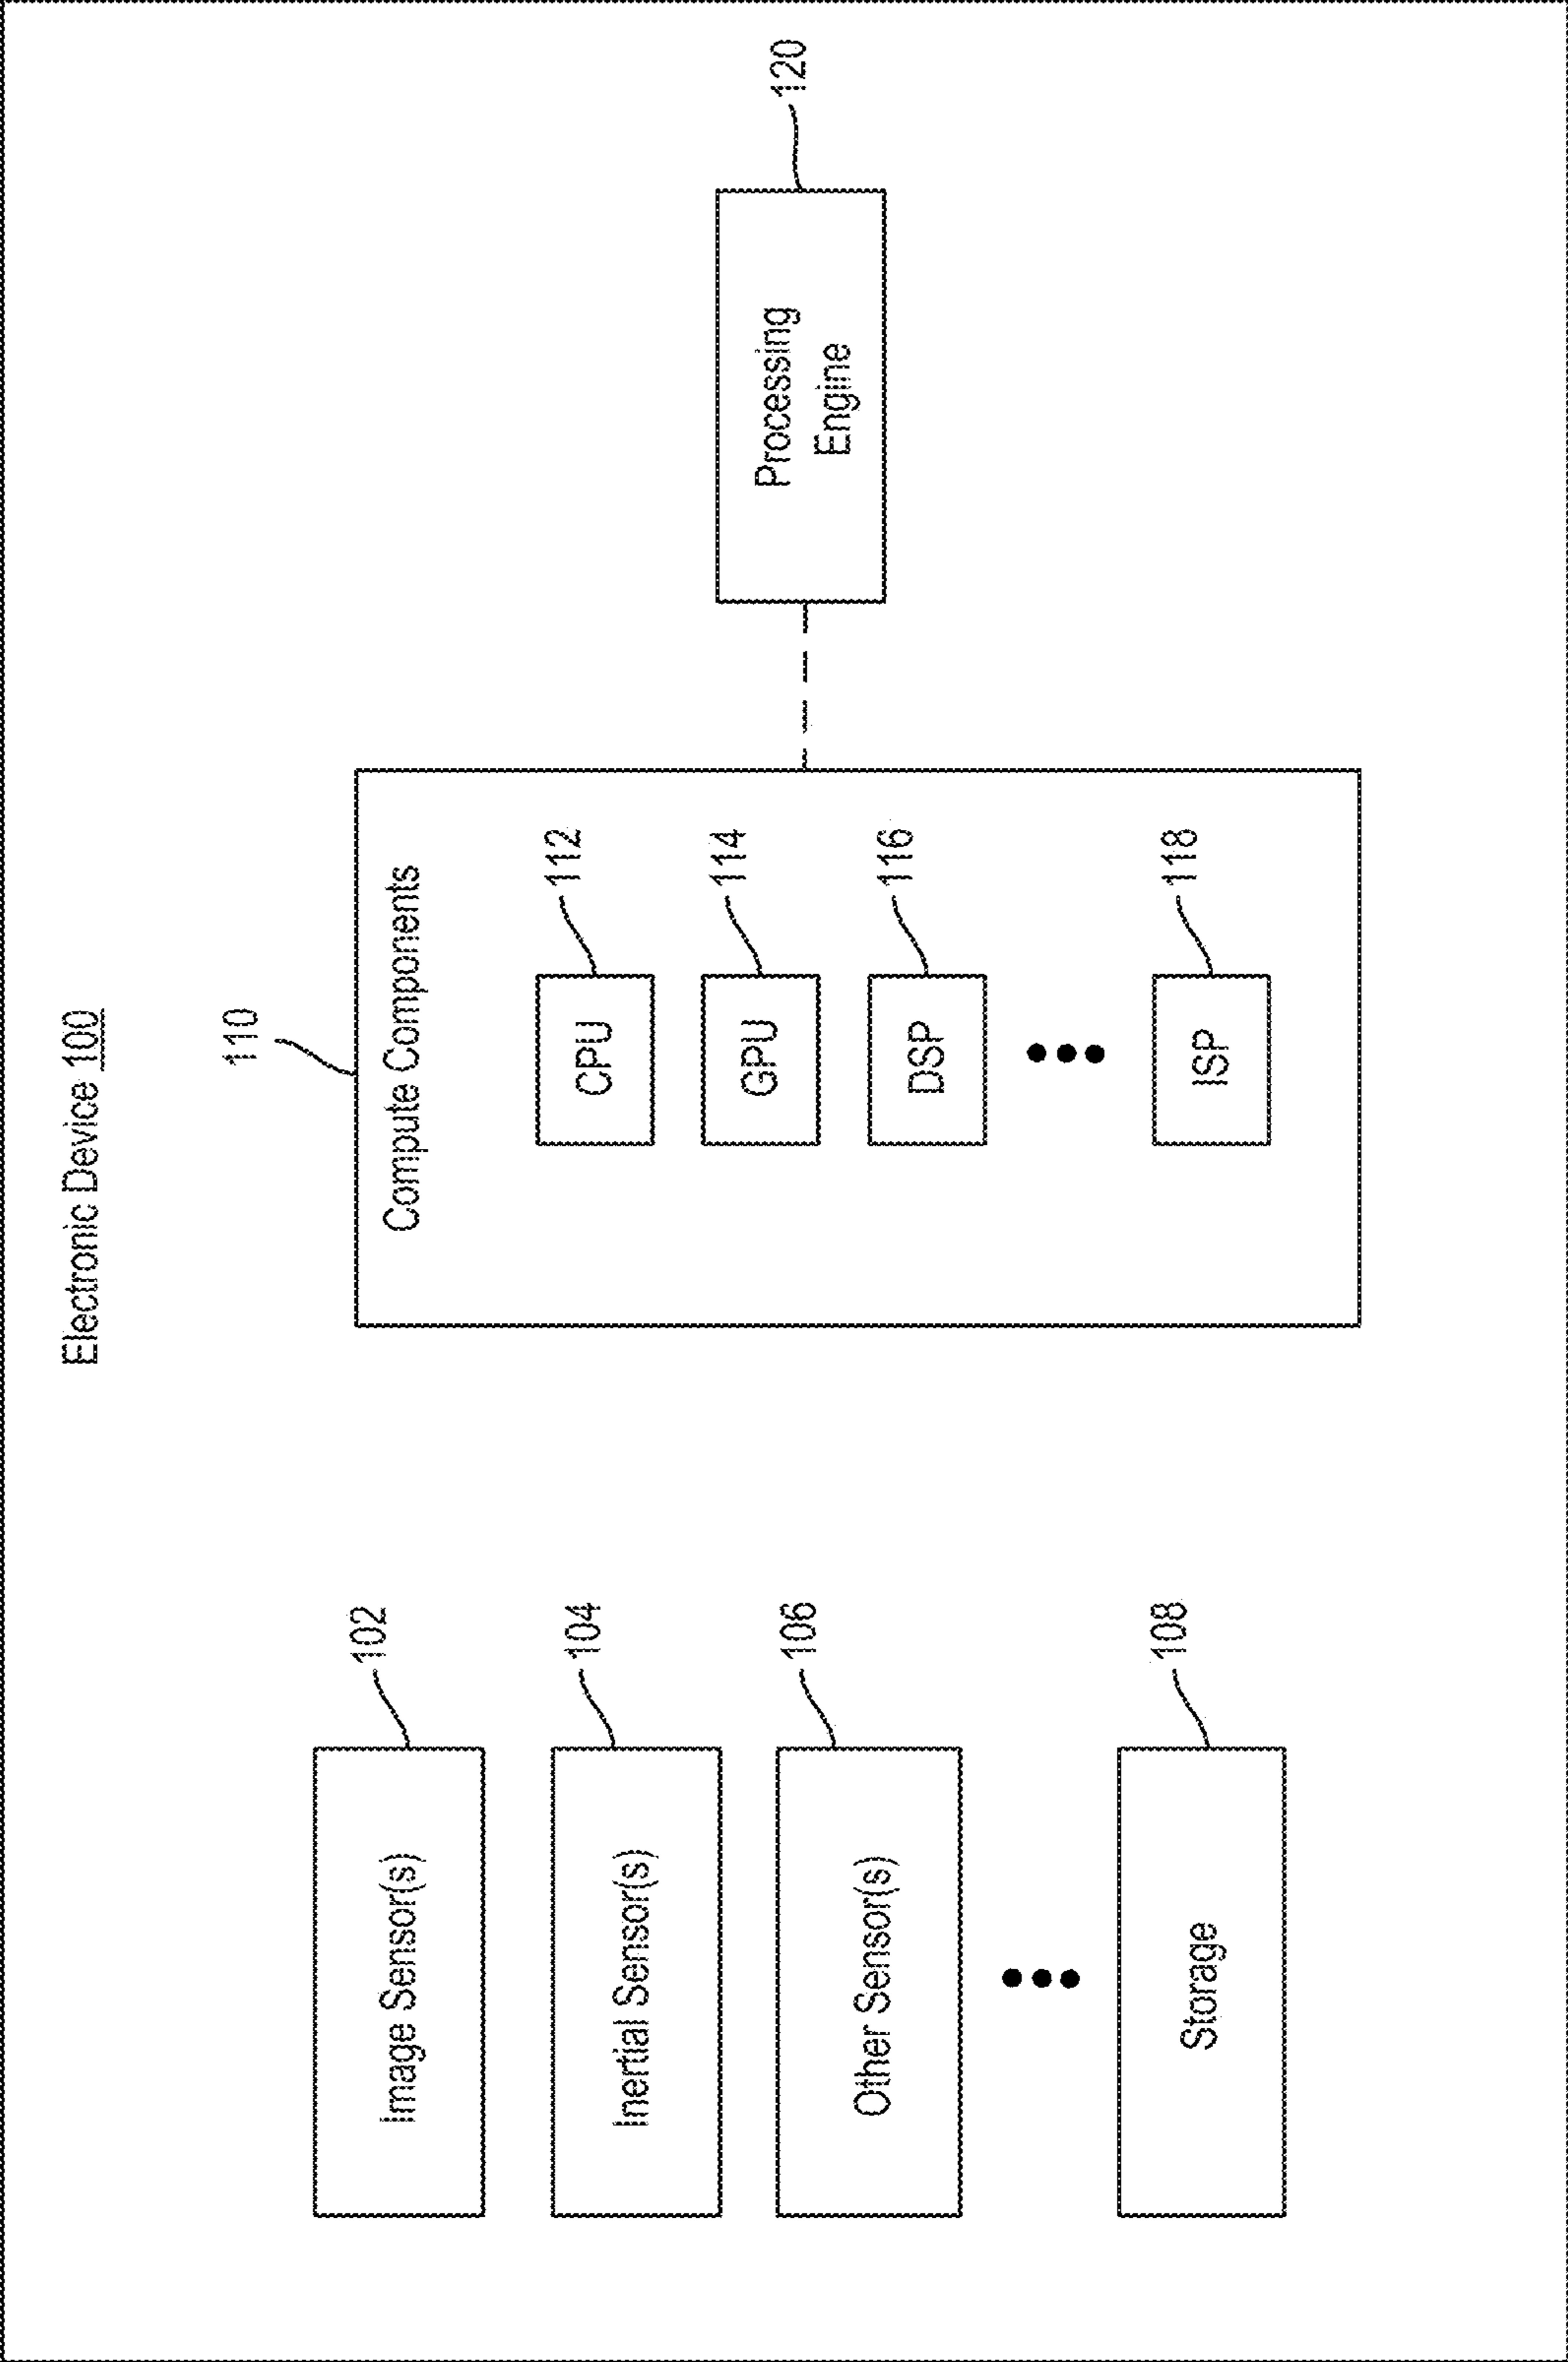 Electronic Device 100
102
Image Sensor(s)
104
Inertial Sensor(s)
106
Other Sensor(s)
108
Storage
110
Compute Components
112
CPU
114
GPU
116
DSP
118
ISP
120
Processing
Engine